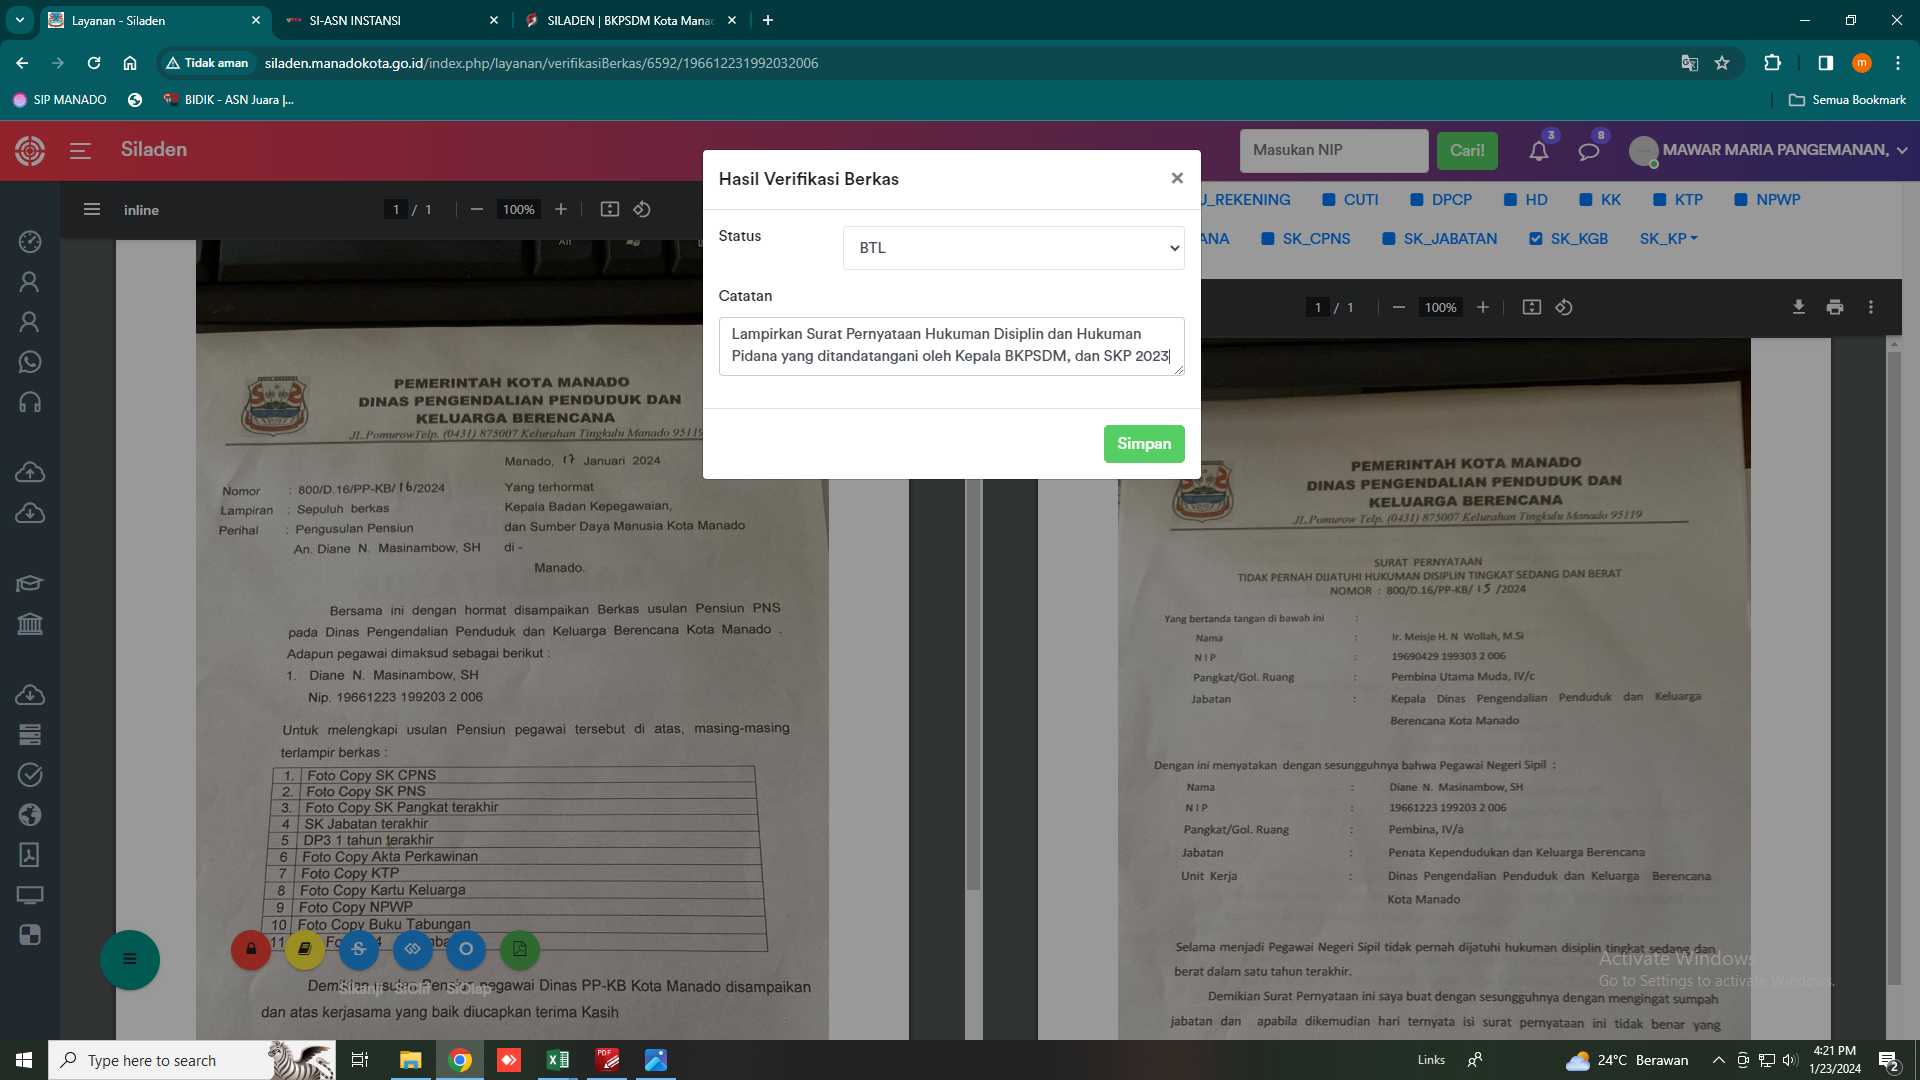 Layanan - Siladen
SI-ASN INSTANSI
SILADEN | BKPSDM Kota Mana
Tidak aman
siladen.manadokota.go.id/index.php/layanan/verifikasiBerkas/6592/196612231992032006
m
SIP MANADO
BIDIK - ASN Juara |...
Semua Bookmark
Siladen
Masukan NIP
Cari!
3
8
MAWAR MARIA PANGEMANAN,
inline
1 / 1
100%
Hasil Verifikasi Berkas
Status
BTL
Catatan
Lampirkan Surat Pernyataan Hukuman Disiplin dan Hukuman
Pidana yang ditandatangani oleh Kepala BKPSDM, dan SKP 2023
Simpan
U_REKENING
CUTI
DPCP
HD
KK
KTP
NPWP
ANA
SK_CPNS
SK_JABATAN
SK_KGB
SK_KP
1 / 1
100%
PEMERINTAH KOTA MANADO
DINAS PENGENDALIAN PENDUDUK DAN
KELUARGA BERENCANA
JL.PomurowTelp. (0431) 875007 Kelurahan Tingkulu Manado 95119
Manado, 17 Januari 2024
Nomor : 800/D.16/PP-KB/ 16 /2024
Lampiran : Sepuluh berkas
Perihal : Pengusulan Pensiun
An. Diane N. Masinambow, SH
Yang terhormat
Kepala Badan Kepegawaian,
dan Sumber Daya Manusia Kota Manado
di -
Manado.
Bersama ini dengan hormat disampaikan Berkas usulan Pensiun PNS
pada Dinas Pengendalian Penduduk dan Keluarga Berencana Kota Manado .
Adapun pegawai dimaksud sebagai berikut :
1. Diane N. Masinambow, SH
Nip. 19661223 199203 2 006
Untuk melengkapi usulan Pensiun pegawai tersebut di atas, masing-masing
terlampir berkas :
1. Foto Copy SK CPNS
2. Foto Copy SK PNS
3. Foto Copy SK Pangkat terakhir
4 SK Jabatan terakhir
5 DP3 1 tahun terakhir
6 Foto Copy Akta Perkawinan
7 Foto Copy KTP
8 Foto Copy Kartu Keluarga
9 Foto Copy NPWP
10 Foto Copy Buku Tabungan
11
Demikian usulan Pensiun pegawai Dinas PP-KB Kota Manado disampaikan
dan atas kerjasama yang baik diucapkan terima Kasih
PEMERINTAH KOTA MANADO
DINAS PENGENDALIAN PENDUDUK DAN
KELUARGA BERENCANA
JL.Pomurow Telp. (0431) 875007 Kelurahan Tingkulu Manado 95119
SURAT PERNYATAAN
TIDAK PERNAH DIJATUHI HUKUMAN DISIPLIN TINGKAT SEDANG DAN BERAT
NOMOR : 800/D.16/PP-KB/ 15 /2024
Yang bertanda tangan di bawah ini :
Nama : Ir. Meisje H. N Wollah, M.Si
N I P : 19690429 199303 2 006
Pangkat/Gol. Ruang : Pembina Utama Muda, IV/c
Jabatan : Kepala Dinas Pengendalian Penduduk dan Keluarga
Berencana Kota Manado
Dengan ini menyatakan dengan sesungguhnya bahwa Pegawai Negeri Sipil :
Nama : Diane N. Masinambow, SH
N I P : 19661223 199203 2 006
Pangkat/Gol. Ruang : Pembina, IV/a
Jabatan : Penata Kependudukan dan Keluarga Berencana
Unit Kerja : Dinas Pengendalian Penduduk dan Keluarga Berencana
Kota Manado
Selama menjadi Pegawai Negeri Sipil tidak pernah dijatuhi hukuman disiplin tingkat sedang dan
berat dalam satu tahun terakhir.
Demikian Surat Pernyataan ini saya buat dengan sesungguhnya dengan mengingat sumpah
jabatan dan apabila dikemudian hari ternyata isi surat pernyataan ini tidak benar yang
Activate Windows
Go to Settings to activate Windows.
Type here to search
Links
24°C Berawan
4:21 PM
1/23/2024
2